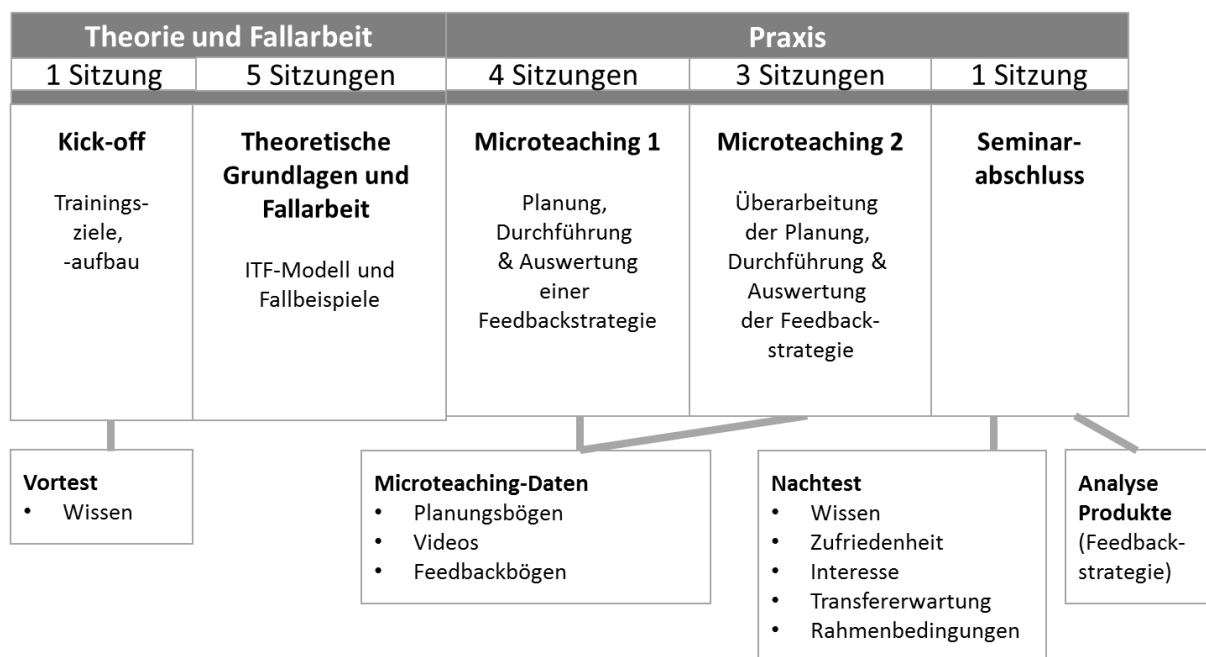 Theorie und Fallarbeit
Praxis
1 Sitzung
5 Sitzungen
4 Sitzungen
3 Sitzungen
1 Sitzung
Kick-off
Trainings-
ziele,
-aufbau
Theoretische
Grundlagen und
Fallarbeit
ITF-Modell und
Fallbeispiele
Microteaching 1
Planung,
Durchführung
& Auswertung
einer
Feedbackstrategie
Microteaching 2
Überarbeitung
der Planung,
Durchführung &
Auswertung
der Feedback-
strategie
Seminar-
abschluss
Vortest
• Wissen
Microteaching-Daten
• Planungsbögen
• Videos
• Feedbackbögen
Nachtest
• Wissen
• Zufriedenheit
• Interesse
• Transfererwartung
• Rahmenbedingungen
Analyse
Produkte
(Feedback-
strategie)